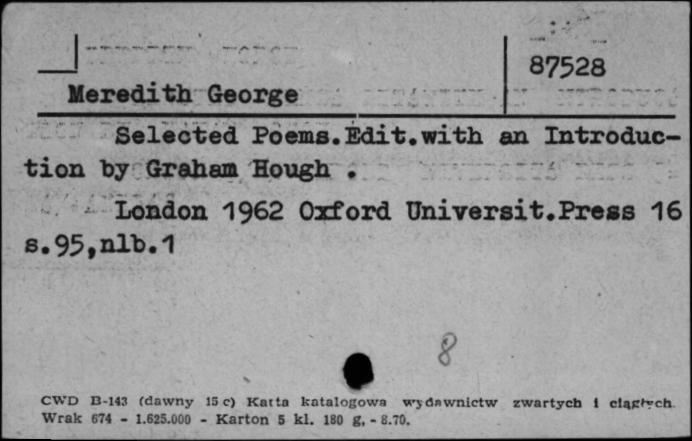 87528
Meredith George
Selected Poems.Edit.with an Introduc-
tion by Graham Hough .
London 1962 Oxford Universit.Press 16
s.95,nlb.1
8
CWD B-143 (dawny 15 c) Karta katalogowa wydawnictw zwartych i ciągłych.
Wrak 674 - 1.625.000 - Karton 5 kl. 180 g. - 8.70.